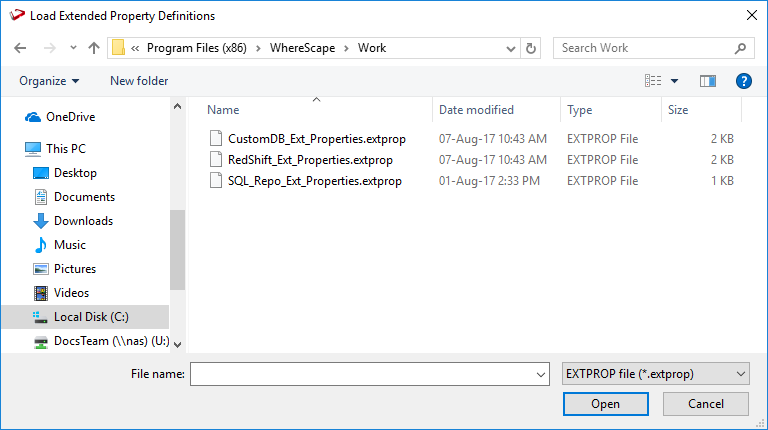 Load Extended Property Definitions
Program Files (x86) WhereScape Work
Search Work
Organize New folder
Name Date modified Type Size
OneDrive
This PC
Desktop
Documents
Downloads
Music
Pictures
Videos
Local Disk (C:)
DocsTeam (\\nas) (U:)
CustomDB_Ext_Properties.extprop 07-Aug-17 10:43 AM EXTPROP File 2 KB
RedShift_Ext_Properties.extprop 07-Aug-17 10:43 AM EXTPROP File 2 KB
SQL_Repo_Ext_Properties.extprop 01-Aug-17 2:33 PM EXTPROP File 1 KB
File name:
EXTPROP file (*.extprop)
Open Cancel